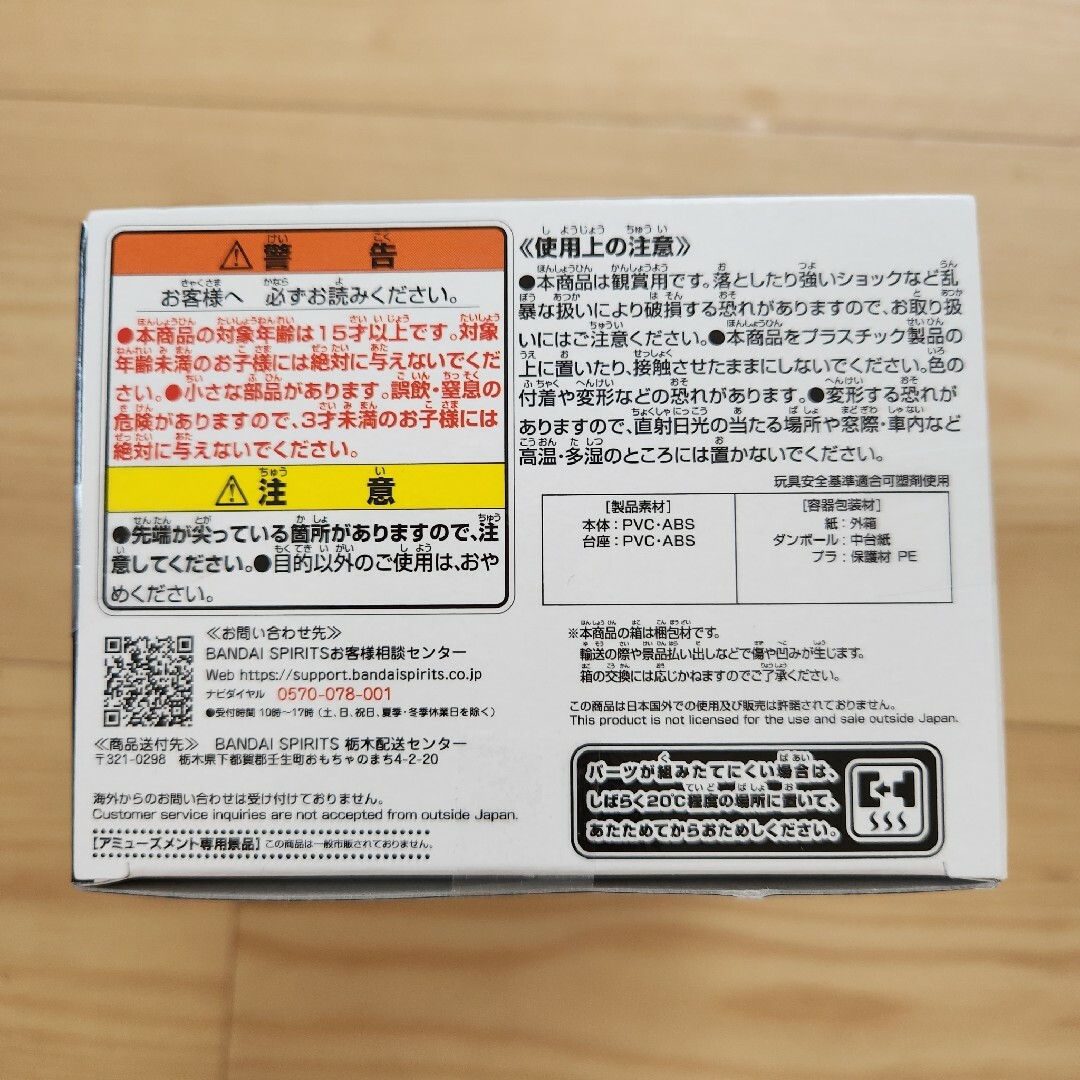 ⚠警告
お客様へ 必ずお読みください。
●本商品の対象年齢は15才以上です。対象
年齢未満のお子様には絶対に与えないでくだ
さい。●小さな部品があります。誤飲・窒息の
危険がありますので、3才未満のお子様には
絶対に与えないでください。
⚠注意
●先端が尖っている箇所がありますので、注
意してください。●目的以外のご使用は、おや
めください。
≪お問い合わせ先≫
BANDAI SPIRITSお客様相談センター
Web https://support.bandaispirits.co.jp
ナビダイヤル 0570-078-001
●受付時間 10時〜17時(土、日、祝日、夏季・冬季休業日を除く)
≪商品送付先≫ BANDAI SPIRITS 栃木配送センター
〒321-0298 栃木県下都賀郡壬生町おもちゃのまち4-2-20
海外からのお問い合わせは受け付けておりません。
Customer service inquiries are not accepted from outside Japan.
[アミューズメント専用景品] この商品は一般市販されておりません。
《使用上の注意》
●本商品は観賞用です。落としたり強いショックなど乱
暴な扱いにより破損する恐れがありますので、お取り扱
いにはご注意ください。●本商品をプラスチック製品の
上に置いたり、接触させたままにしないでください。色の
付着や変形などの恐れがあります。●変形する恐れが
ありますので、直射日光の当たる場所や窓際・車内など
高温・多湿のところには置かないでください。
玩具安全基準適合可塑剤使用
[製品素材]
本体:PVC・ABS
台座:PVC・ABS
[容器包装材]
紙:外箱
ダンボール:中台紙
プラ:保護材 PE
※本商品の箱は梱包材です。
輸送の際や景品払い出しなどで傷や凹みが生じます。
箱の交換には応じかねますのでご了承ください。
この商品は日本国外での使用及び販売は許諾されておりません。
This product is not licensed for the use and sale outside Japan.
パーツが組みたてにくい場合は、
しばらく20℃程度の場所に置いて、
あたためてからおためしください。